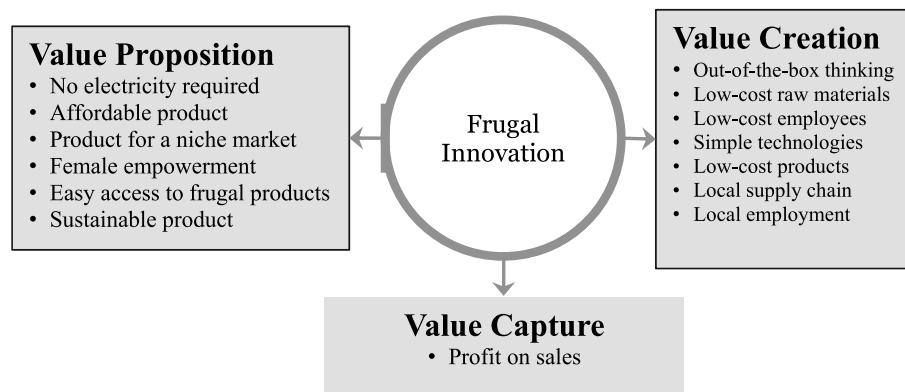 Value Proposition
• No electricity required
• Affordable product
• Product for a niche market
• Female empowerment
• Easy access to frugal products
• Sustainable product
Frugal
Innovation
Value Creation
• Out-of-the-box thinking
• Low-cost raw materials
• Low-cost employees
• Simple technologies
• Low-cost products
• Local supply chain
• Local employment
Value Capture
• Profit on sales